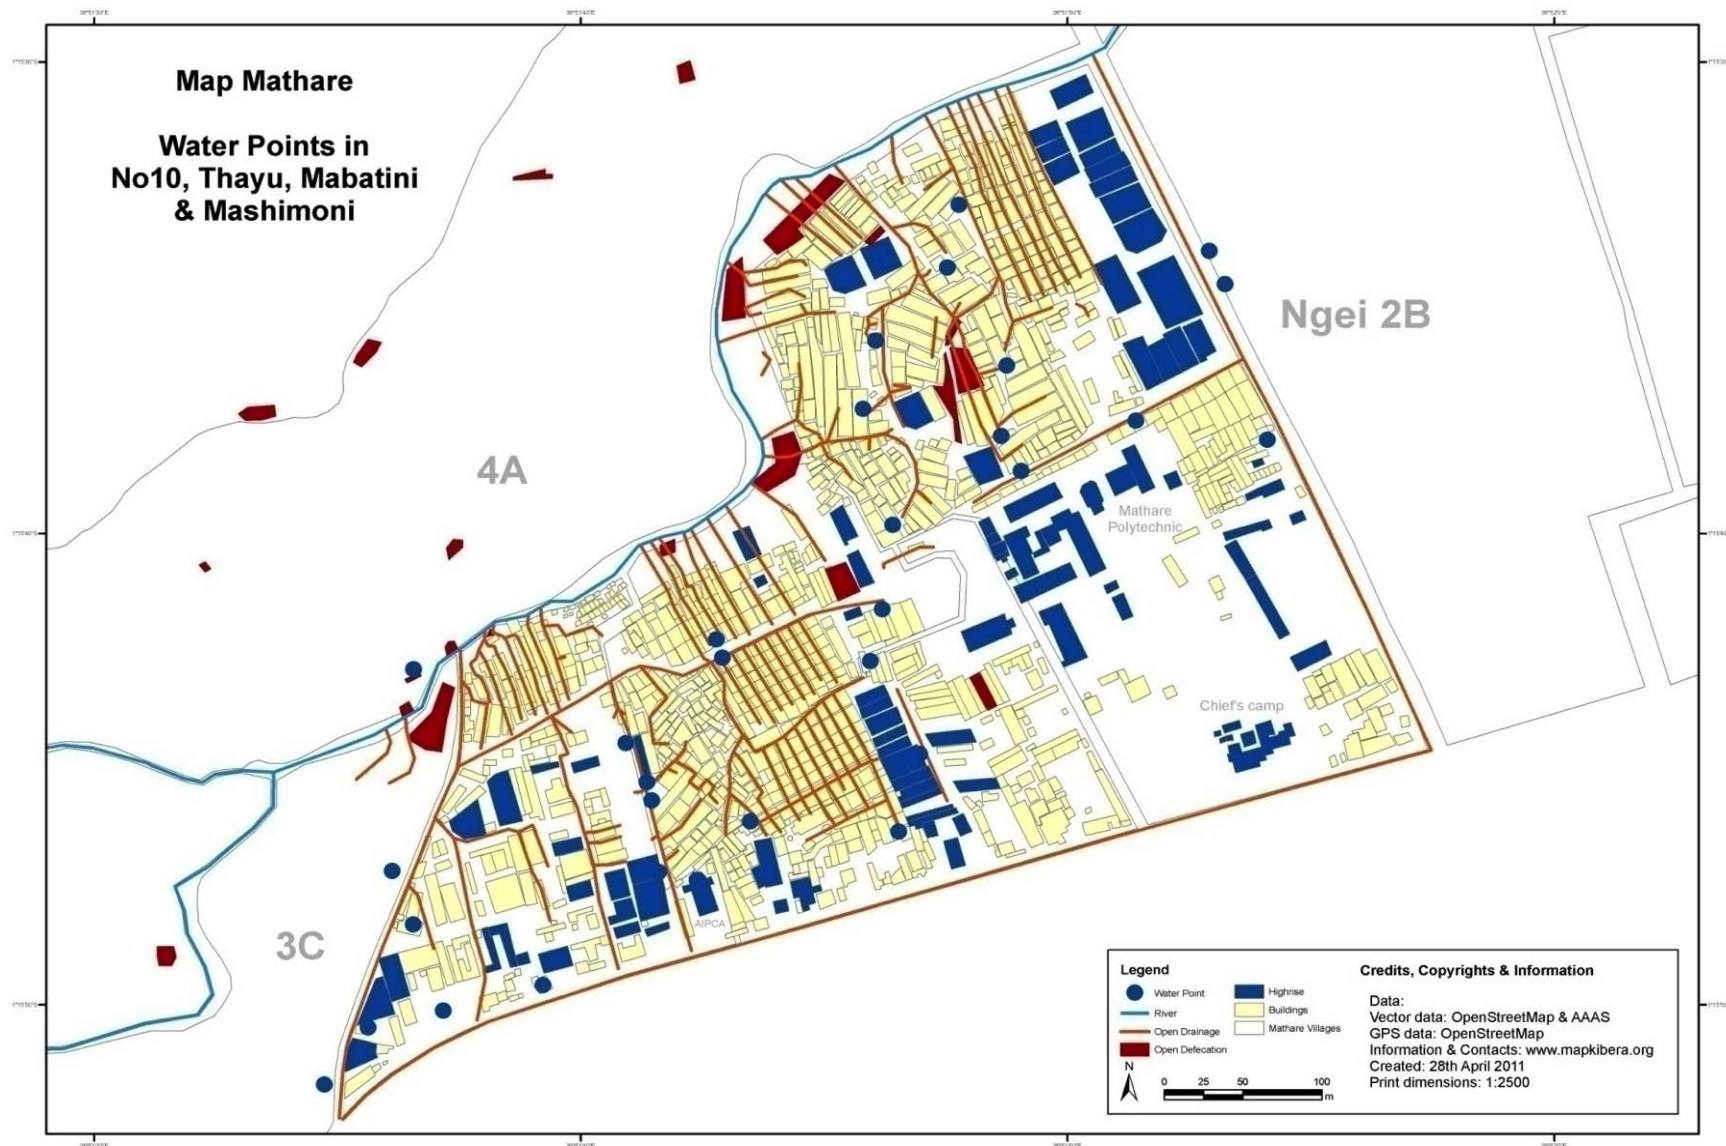 Map Mathare
Water Points in
No10, Thayu, Mabatini
& Mashimoni
Ngei 2B
4A
Mathare
Polytechnic
Chief's camp
AIPCA
3C
Legend
Water Point
River
Open Drainage
Open Defecation
Highrise
Buildings
Mathare Villages
N
0 25 50 100
m
Credits, Copyrights & Information
Data:
Vector data: OpenStreetMap & AAAS
GPS data: OpenStreetMap
Information & Contacts: www.mapkibera.org
Created: 28th April 2011
Print dimensions: 1:2500